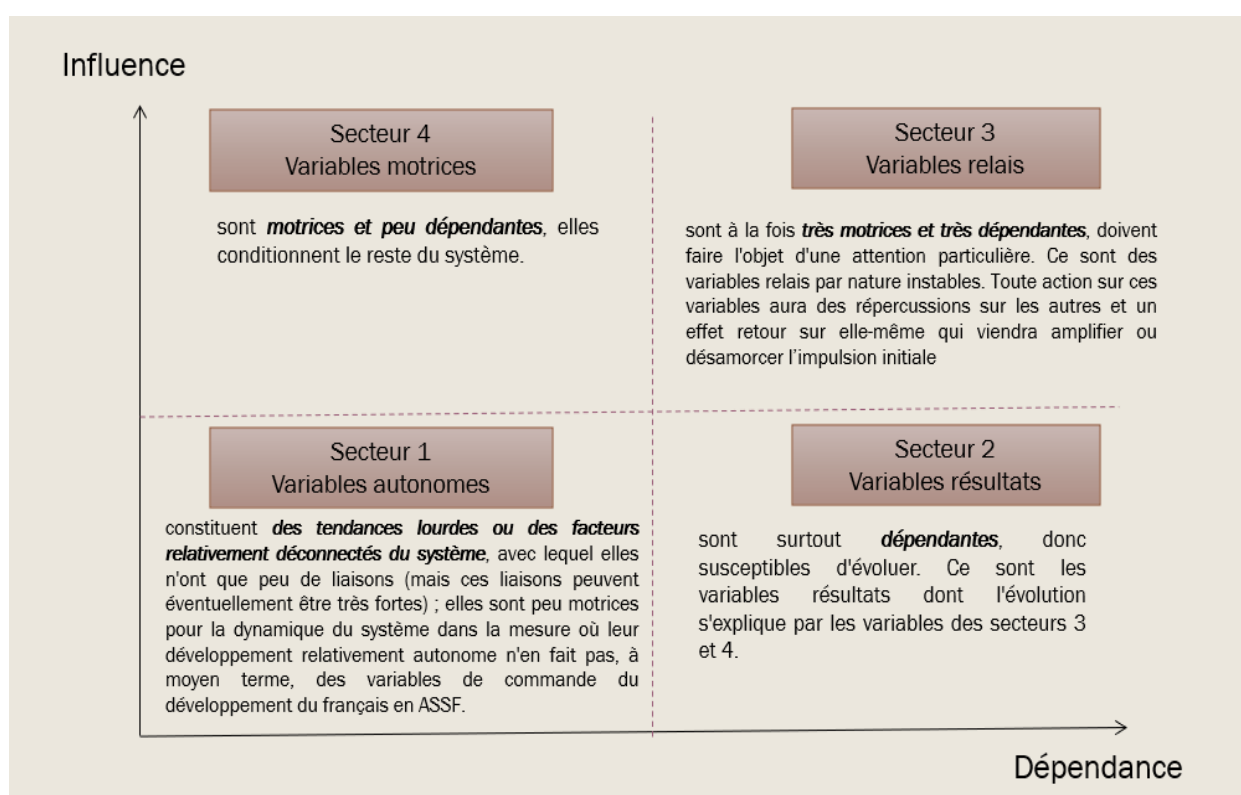 Influence
Secteur 4
Variables motrices
sont motrices et peu dépendantes, elles
conditionnent le reste du système.
Secteur 3
Variables relais
sont à la fois très motrices et très dépendantes, doivent
faire l'objet d'une attention particulière. Ce sont des
variables relais par nature instables. Toute action sur ces
variables aura des répercussions sur les autres et un
effet retour sur elle-même qui viendra amplifier ou
désamorcer l'impulsion initiale
Secteur 1
Variables autonomes
constituent des tendances lourdes ou des facteurs
relativement déconnectés du système, avec lequel elles
n'ont que peu de liaisons (mais ces liaisons peuvent
éventuellement être très fortes) ; elles sont peu motrices
pour la dynamique du système dans la mesure où leur
développement relativement autonome n'en fait pas, à
moyen terme, des variables de commande du
développement du français en ASSF.
Secteur 2
Variables résultats
sont surtout dépendantes, donc
susceptibles d'évoluer. Ce sont les
variables résultats dont l'évolution
s'explique par les variables des secteurs 3
et 4.
Dépendance